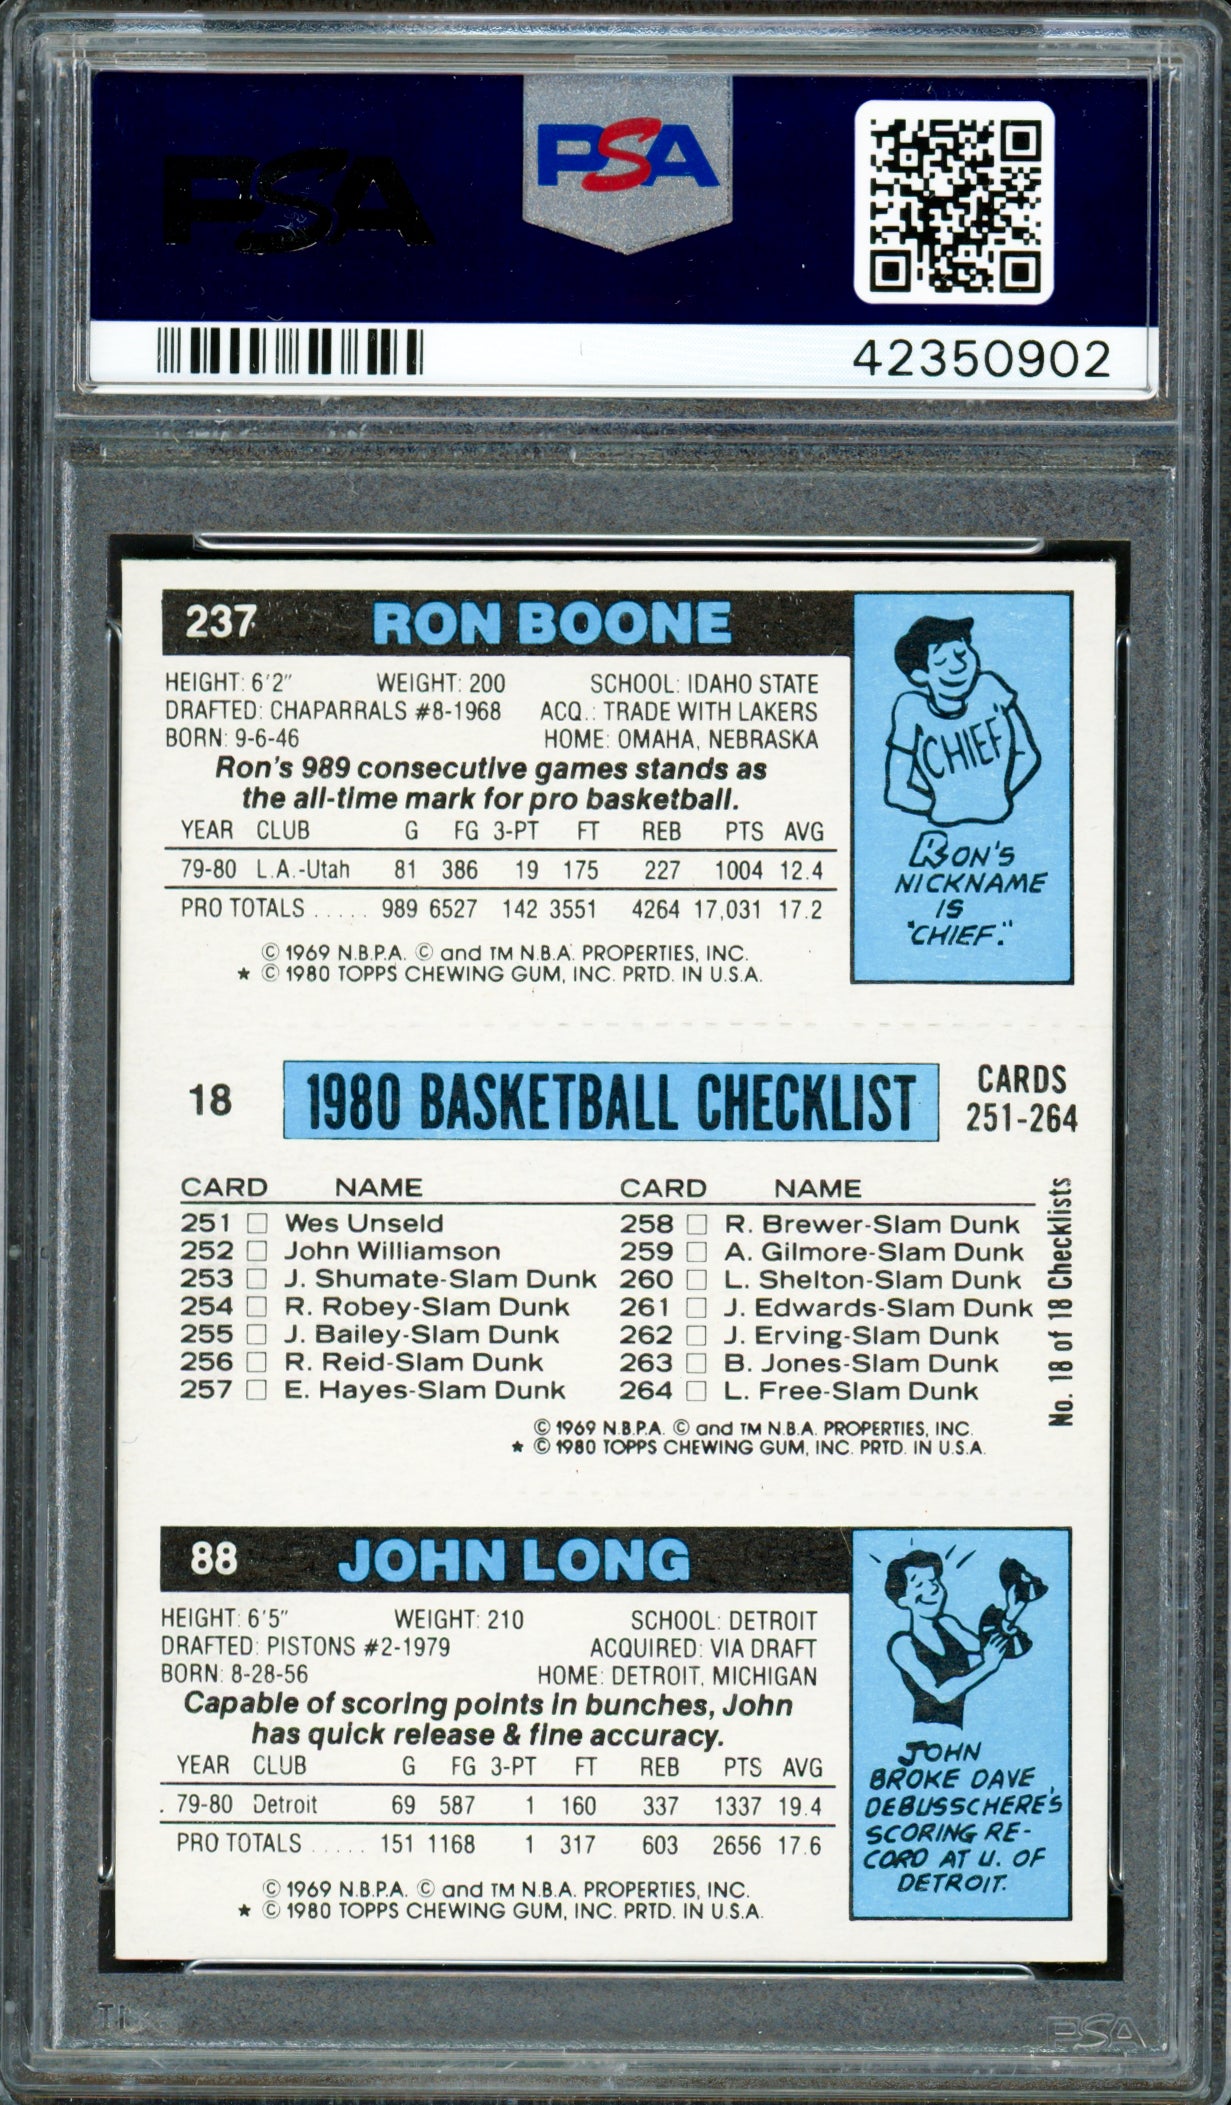 PSA
PSA
42350902
237 RON BOONE
HEIGHT: 6'2" WEIGHT: 200 SCHOOL: IDAHO STATE
DRAFTED: CHAPARRALS #8-1968 ACQ.: TRADE WITH LAKERS
BORN: 9-6-46 HOME: OMAHA, NEBRASKA
Ron's 989 consecutive games stands as
the all-time mark for pro basketball.
YEAR CLUB G FG 3-PT FT REB PTS AVG
79-80 L.A.-Utah 81 386 19 175 227 1004 12.4
PRO TOTALS ..... 989 6527 142 3551 4264 17,031 17.2
© 1969 N.B.P.A. © and TM N.B.A. PROPERTIES, INC.
* © 1980 TOPPS CHEWING GUM, INC. PRTD. IN U.S.A.
CHIEF
RON'S
NICKNAME
IS
"CHIEF."
18 1980 BASKETBALL CHECKLIST CARDS
251-264
CARD NAME CARD NAME
251 □ Wes Unseld 258 □ R. Brewer-Slam Dunk
252 □ John Williamson 259 □ A. Gilmore-Slam Dunk
253 □ J. Shumate-Slam Dunk 260 □ L. Shelton-Slam Dunk
254 □ R. Robey-Slam Dunk 261 □ J. Edwards-Slam Dunk
255 □ J. Bailey-Slam Dunk 262 □ J. Erving-Slam Dunk
256 □ R. Reid-Slam Dunk 263 □ B. Jones-Slam Dunk
257 □ E. Hayes-Slam Dunk 264 □ L. Free-Slam Dunk
No. 18 of 18 Checklists
© 1969 N.B.P.A. © and TM N.B.A. PROPERTIES, INC.
* © 1980 TOPPS CHEWING GUM, INC. PRTD. IN U.S.A.
88 JOHN LONG
HEIGHT: 6'5" WEIGHT: 210 SCHOOL: DETROIT
DRAFTED: PISTONS #2-1979 ACQUIRED: VIA DRAFT
BORN: 8-28-56 HOME: DETROIT, MICHIGAN
Capable of scoring points in bunches, John
has quick release & fine accuracy.
YEAR CLUB G FG 3-PT FT REB PTS AVG
79-80 Detroit 69 587 1 160 337 1337 19.4
PRO TOTALS ..... 151 1168 1 317 603 2656 17.6
© 1969 N.B.P.A. © and TM N.B.A. PROPERTIES, INC.
* © 1980 TOPPS CHEWING GUM, INC. PRTD. IN U.S.A.
JOHN
BROKE DAVE
DEBUSSCHERE'S
SCORING RE-
CORD AT U. OF
DETROIT.
PSA